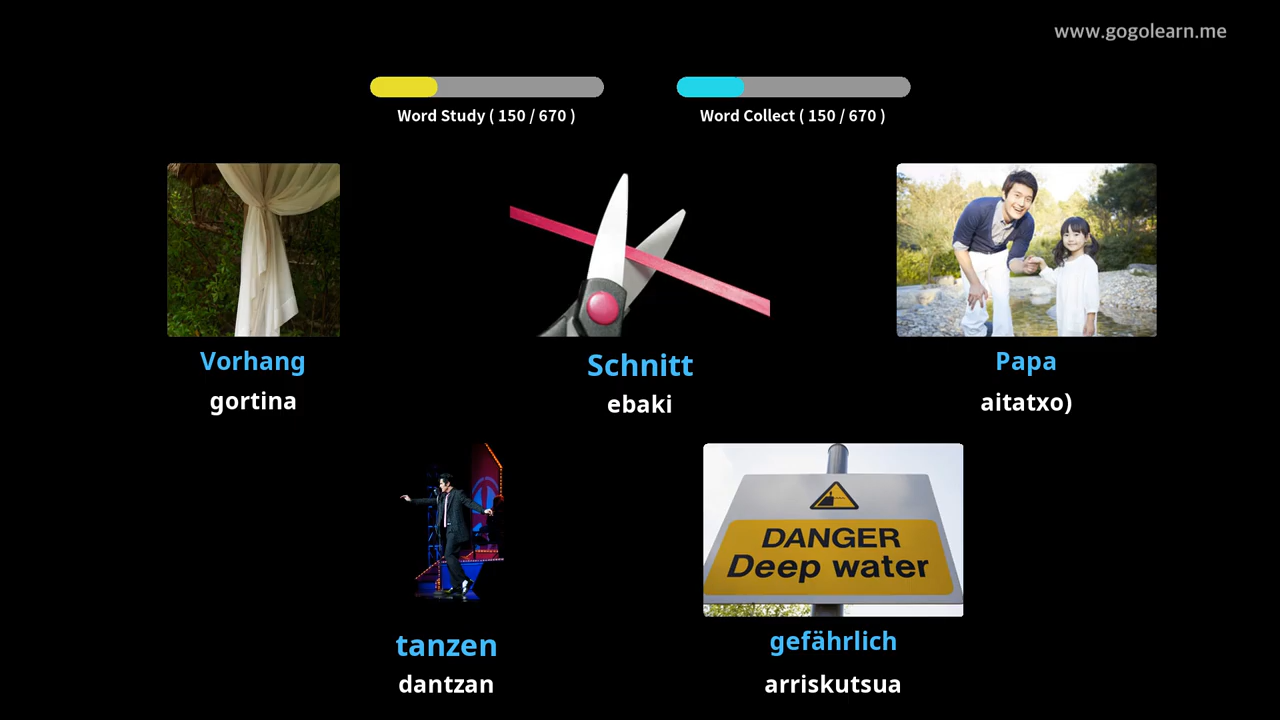 www.gogolearn.me
Word Study ( 150 / 670 )
Word Collect ( 150 / 670 )
Vorhang
gortina
Schnitt
ebaki
Papa
aitatxo)
tanzen
dantzan
DANGER
Deep water
gefährlich
arriskutsua